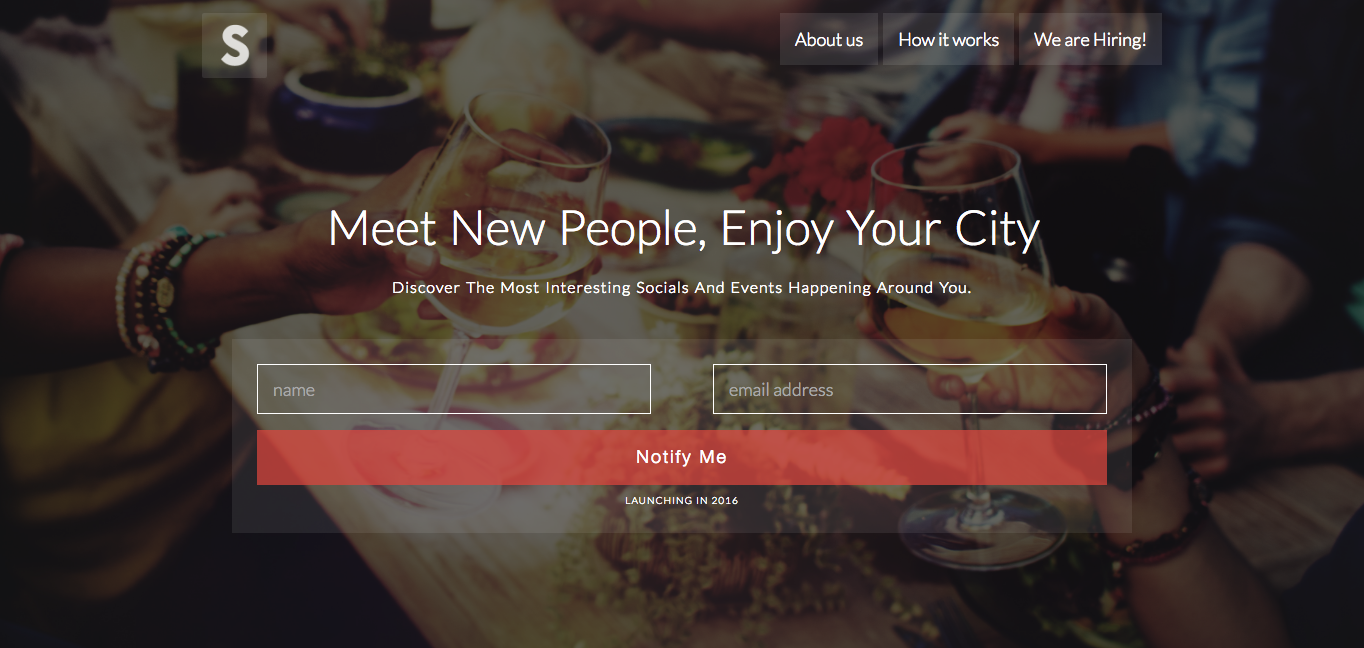 S
About us
How it works
We are Hiring!
Meet New People, Enjoy Your City
Discover The Most Interesting Socials And Events Happening Around You.
name
email address
Notify Me
LAUNCHING IN 2016